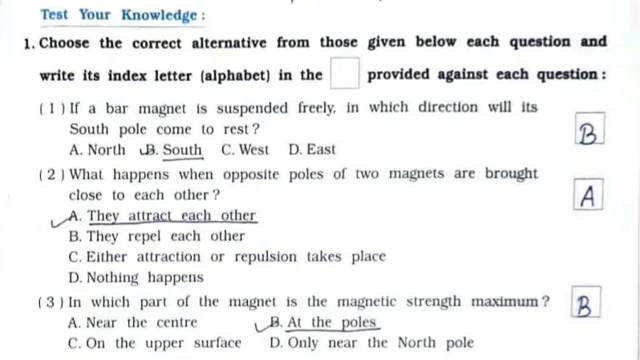 Test Your Knowledge :
1. Choose the correct alternative from those given below each question and
write its index letter (alphabet) in the provided against each question :
( 1 ) If a bar magnet is suspended freely, in which direction will its
South pole come to rest ?
B
A. North B. South C. West D. East
( 2 ) What happens when opposite poles of two magnets are brought
close to each other ?
A
A. They attract each other
B. They repel each other
C. Either attraction or repulsion takes place
D. Nothing happens
( 3 ) In which part of the magnet is the magnetic strength maximum ?
B
A. Near the centre B. At the poles
C. On the upper surface D. Only near the North pole